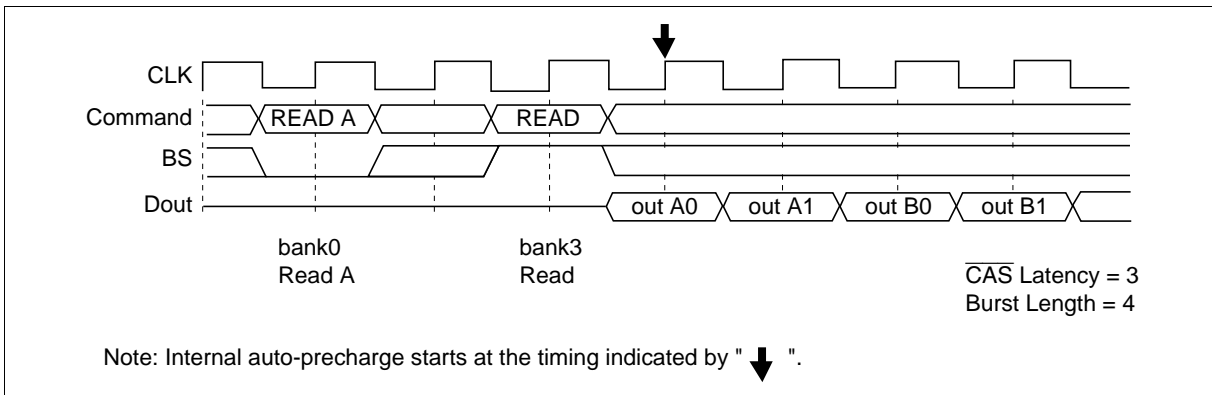 CLK
Command READ A READ
BS
Dout out A0 out A1 out B0 out B1
bank0 bank3
Read A Read
CAS Latency = 3
Burst Length = 4
Note: Internal auto-precharge starts at the timing indicated by " ".